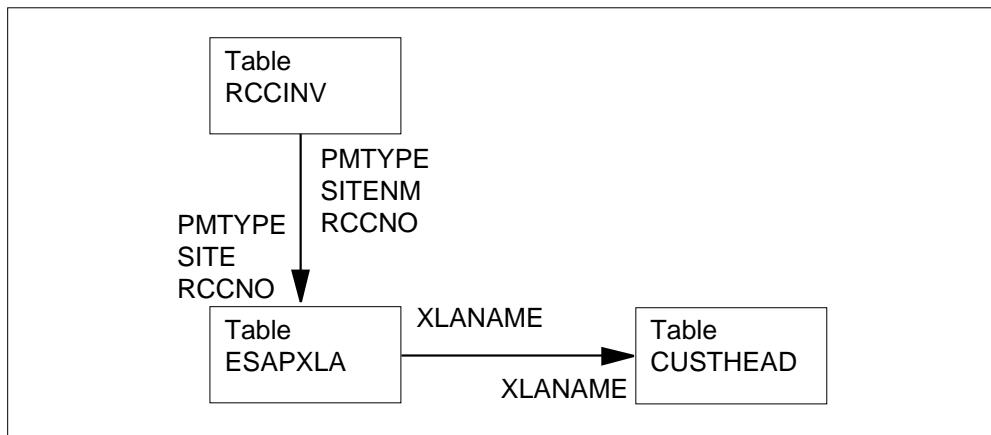 Table
RCCINV
PMTYPE
SITENM
RCCNO
PMTYPE
SITE
RCCNO
Table
ESAPXLA
XLANAME
XLANAME
Table
CUSTHEAD